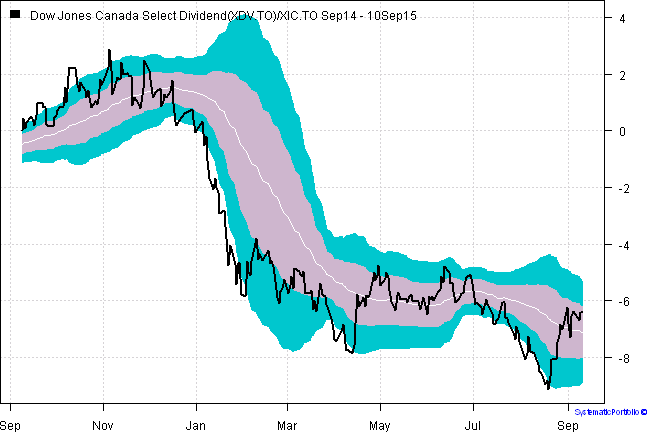 Dow Jones Canada Select Dividend(XDV.TO)/XIC.TO Sep14 - 10Sep15
4
2
0
-2
-4
-6
-8
Sep Nov Jan Mar May Jul Sep
SystematicPortfolio ©